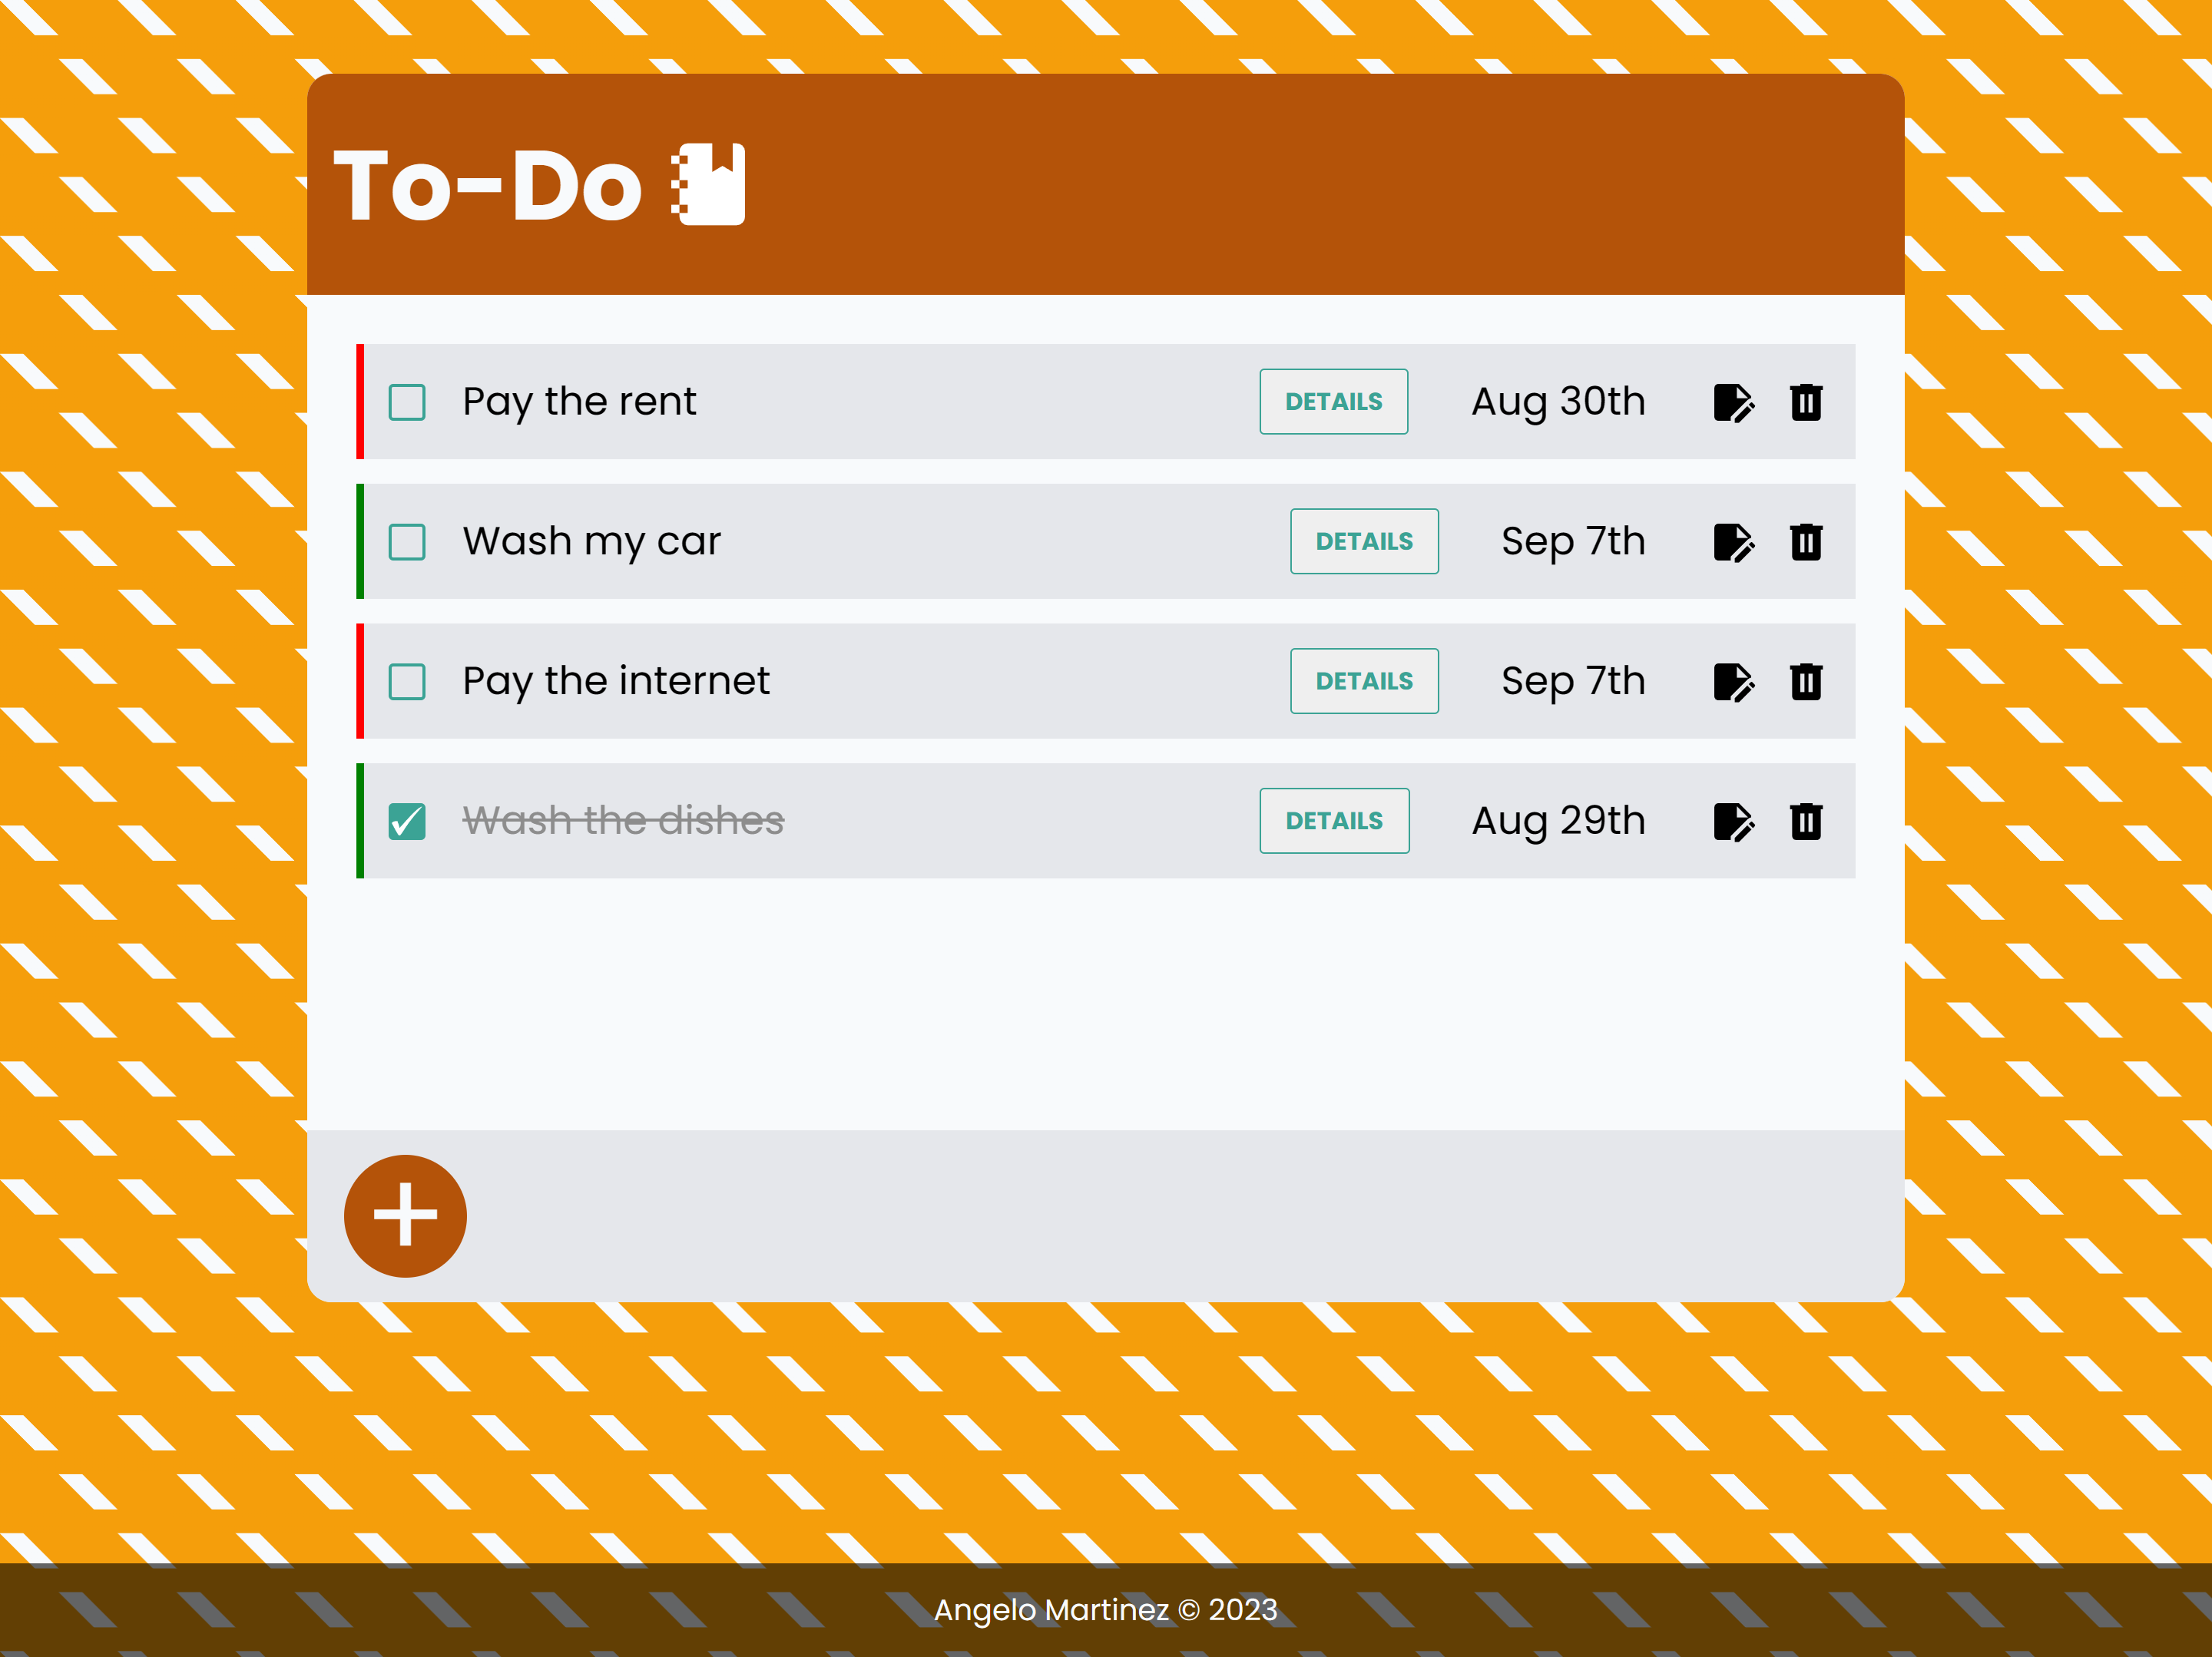 To-Do
Pay the rent DETAILS Aug 30th
Wash my car DETAILS Sep 7th
Pay the internet DETAILS Sep 7th
Wash the dishes DETAILS Aug 29th
Angelo Martinez © 2023